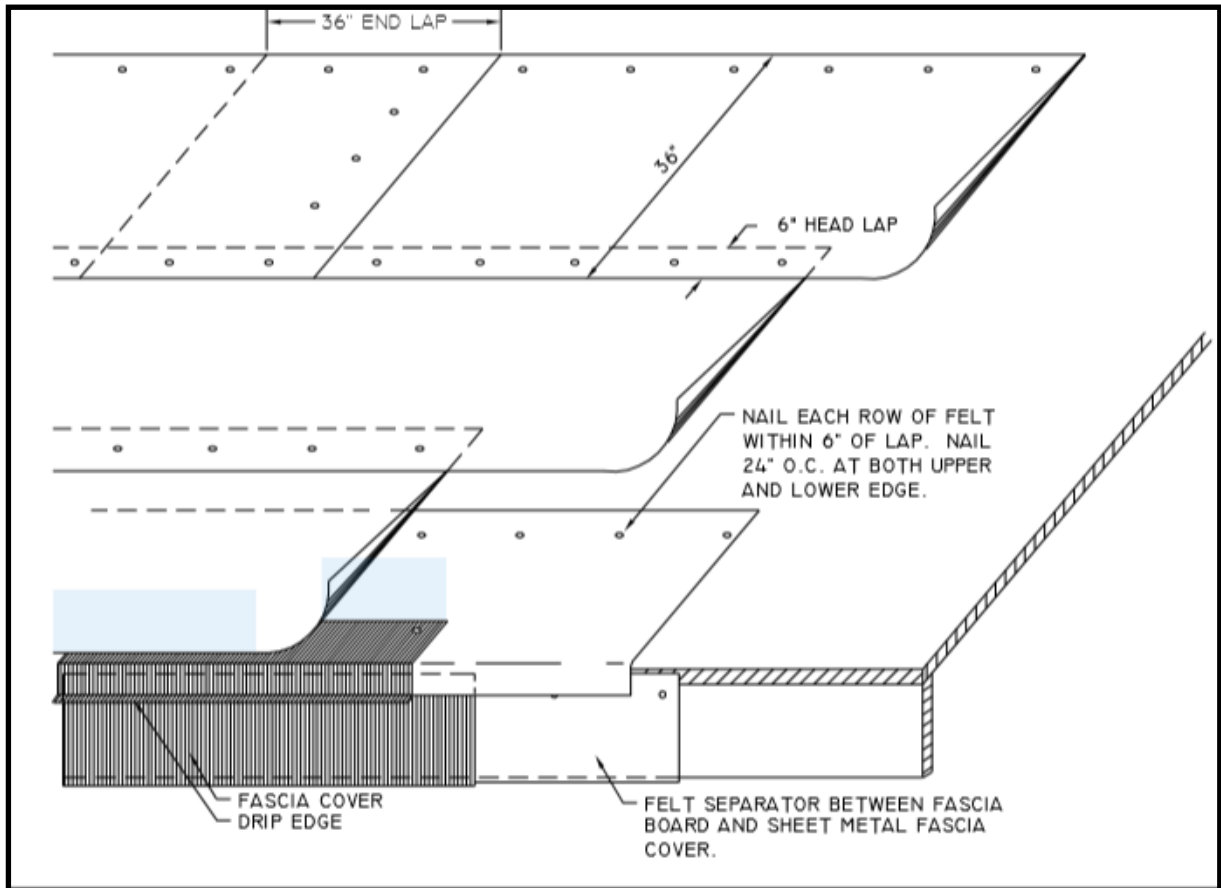 36" END LAP
36"
6" HEAD LAP
NAIL EACH ROW OF FELT
WITHIN 6" OF LAP. NAIL
24" O.C. AT BOTH UPPER
AND LOWER EDGE.
FASCIA COVER
DRIP EDGE
FELT SEPARATOR BETWEEN FASCIA
BOARD AND SHEET METAL FASCIA
COVER.